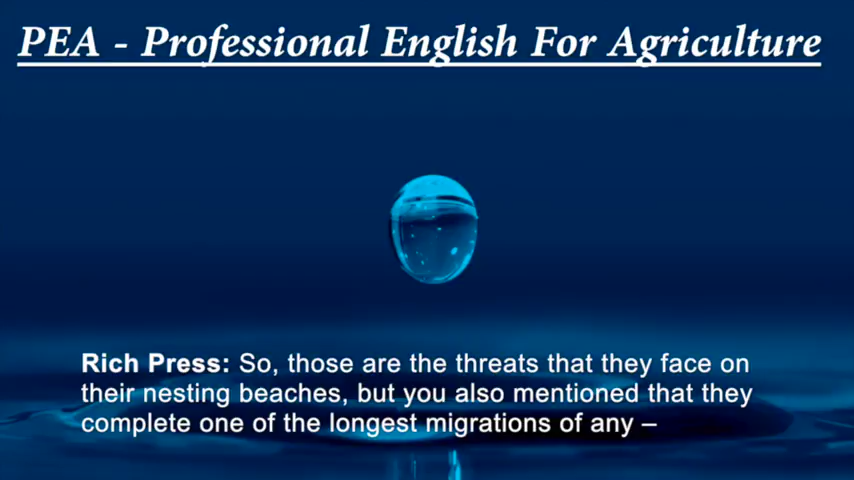 PEA - Professional English For Agriculture
Rich Press: So, those are the threats that they face on
their nesting beaches, but you also mentioned that they
complete one of the longest migrations of any –